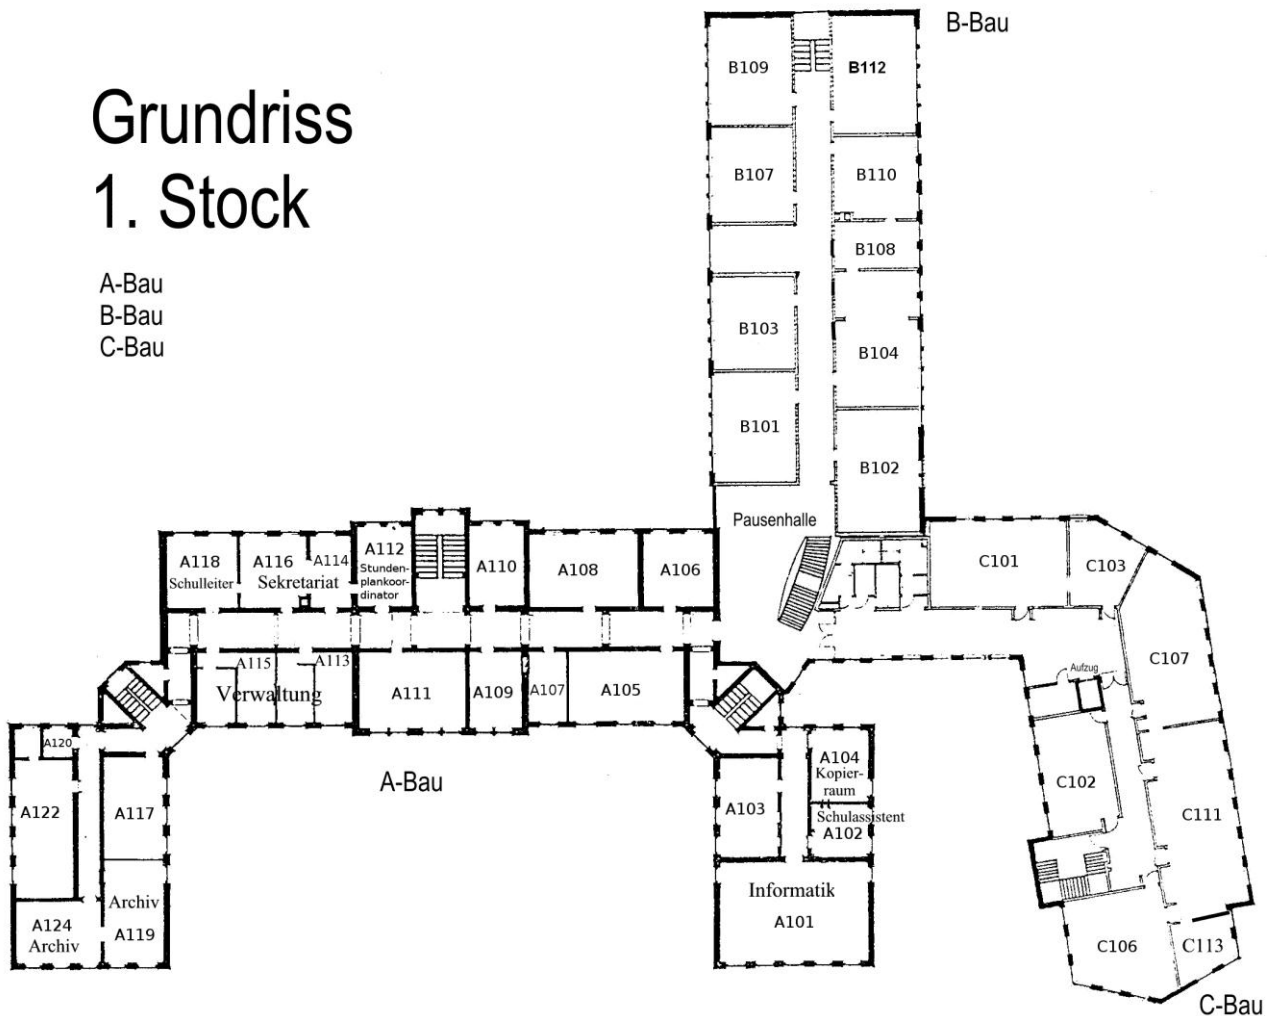 B-Bau
Grundriss
1. Stock
A-Bau
B-Bau
C-Bau
B109
B112
B107
B110
B108
B103
B104
B101
B102
Pausenhalle
A118
Schulleiter
A116
A114
Sekretariat
A112
Stunden-
plankoor-
dinator
A110
A108
A106
C101
C103
A115
A113
Verwaltung
A111
A109
A107
A105
C107
Aufzug
A120
A122
A117
A-Bau
A103
A104
Kopier-
raum
Schulassistent
A102
C102
C111
Archiv
A119
A124
Archiv
Informatik
A101
C106
C113
C-Bau